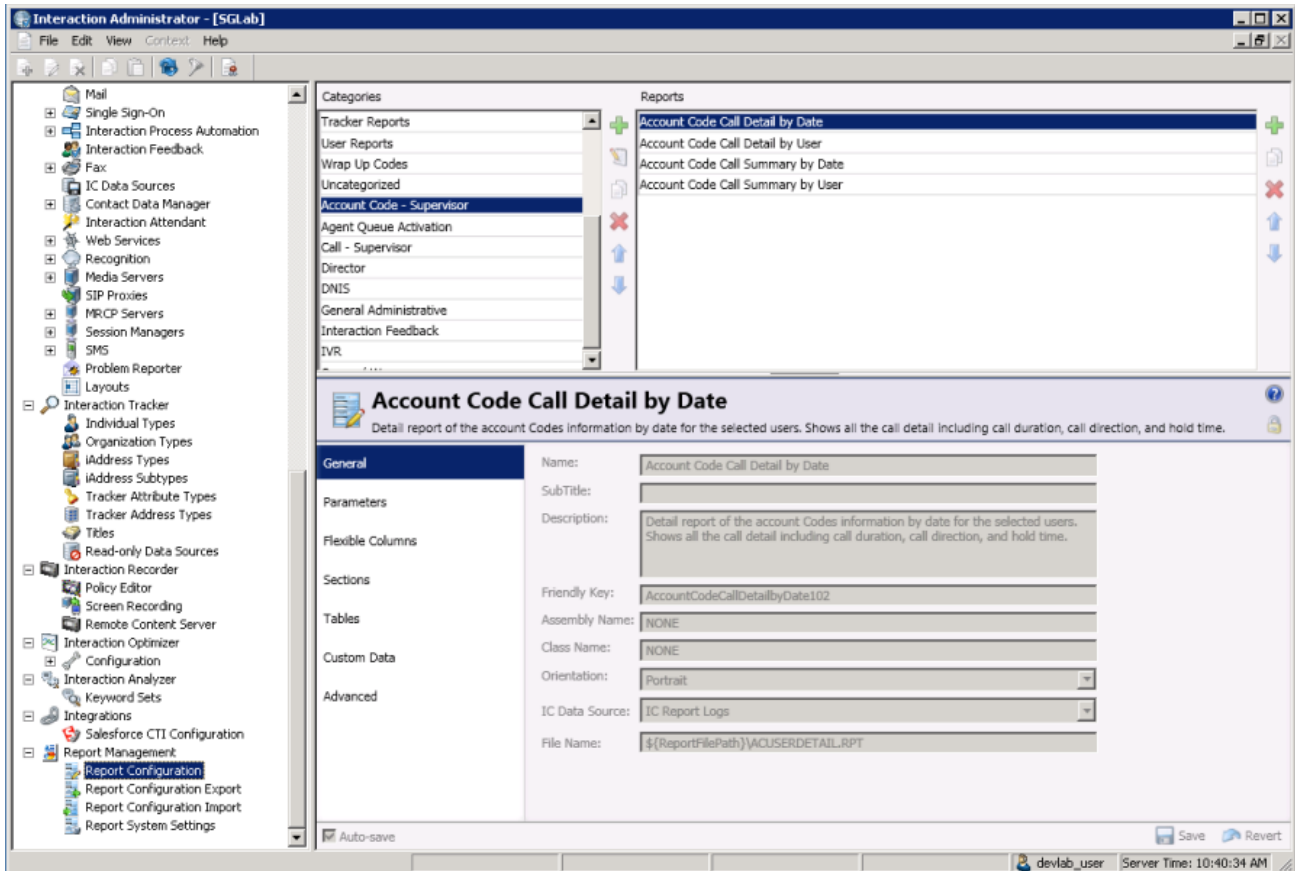 Interaction Administrator - [SGLab]
File Edit View Context Help
Mail
Single Sign-On
Interaction Process Automation
Interaction Feedback
Fax
IC Data Sources
Contact Data Manager
Interaction Attendant
Web Services
Recognition
Media Servers
SIP Proxies
MRCP Servers
Session Managers
SMS
Problem Reporter
Layouts
Interaction Tracker
Individual Types
Organization Types
iAddress Types
iAddress Subtypes
Tracker Attribute Types
Tracker Address Types
Titles
Read-only Data Sources
Interaction Recorder
Policy Editor
Screen Recording
Remote Content Server
Interaction Optimizer
Configuration
Interaction Analyzer
Keyword Sets
Integrations
Salesforce CTI Configuration
Report Management
Report Configuration
Report Configuration Export
Report Configuration Import
Report System Settings
Categories
Tracker Reports
User Reports
Wrap Up Codes
Uncategorized
Account Code - Supervisor
Agent Queue Activation
Call - Supervisor
Director
DNIS
General Administrative
Interaction Feedback
IVR
Reports
Account Code Call Detail by Date
Account Code Call Detail by User
Account Code Call Summary by Date
Account Code Call Summary by User
Account Code Call Detail by Date
Detail report of the account Codes information by date for the selected users. Shows all the call detail including call duration, call direction, and hold time.
General
Parameters
Flexible Columns
Sections
Tables
Custom Data
Advanced
Name: Account Code Call Detail by Date
SubTitle:
Description: Detail report of the account Codes information by date for the selected users.
Shows all the call detail including call duration, call direction, and hold time.
Friendly Key: AccountCodeCallDetailbyDate102
Assembly Name: NONE
Class Name: NONE
Orientation: Portrait
IC Data Source: IC Report Logs
File Name: ${ReportFilePath}\ACUSERDETAIL.RPT
Auto-save
Save Revert
devlab_user Server Time: 10:40:34 AM